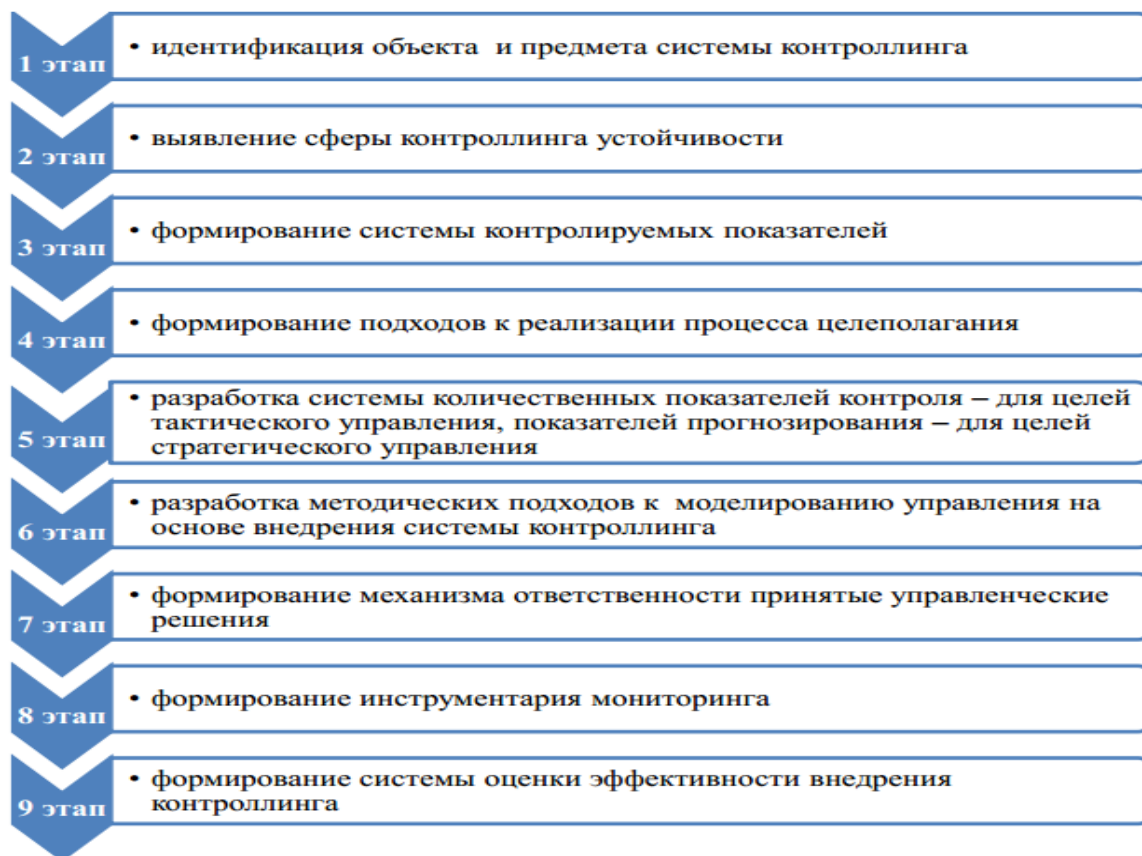 1 этап
• идентификация объекта и предмета системы контроллинга
2 этап
• выявление сферы контроллинга устойчивости
3 этап
• формирование системы контролируемых показателей
4 этап
• формирование подходов к реализации процесса целеполагания
5 этап
• разработка системы количественных показателей контроля – для целей
тактического управления, показателей прогнозирования – для целей
стратегического управления
6 этап
• разработка методических подходов к моделированию управления на
основе внедрения системы контроллинга
7 этап
• формирование механизма ответственности принятые управленческие
решения
8 этап
• формирование инструментария мониторинга
9 этап
• формирование системы оценки эффективности внедрения
контроллинга